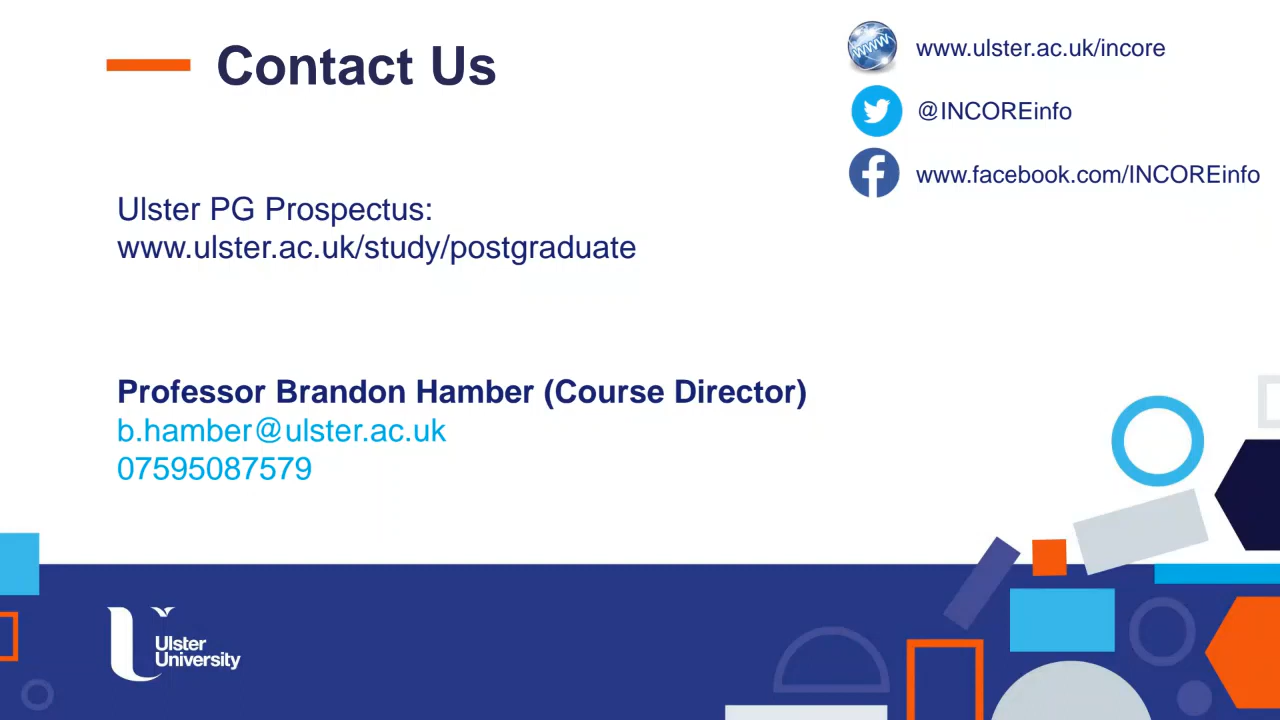 Contact Us
www.ulster.ac.uk/incore
@INCOREinfo
www.facebook.com/INCOREinfo
Ulster PG Prospectus:
www.ulster.ac.uk/study/postgraduate
Professor Brandon Hamber (Course Director)
b.hamber@ulster.ac.uk
07595087579
Ulster
University